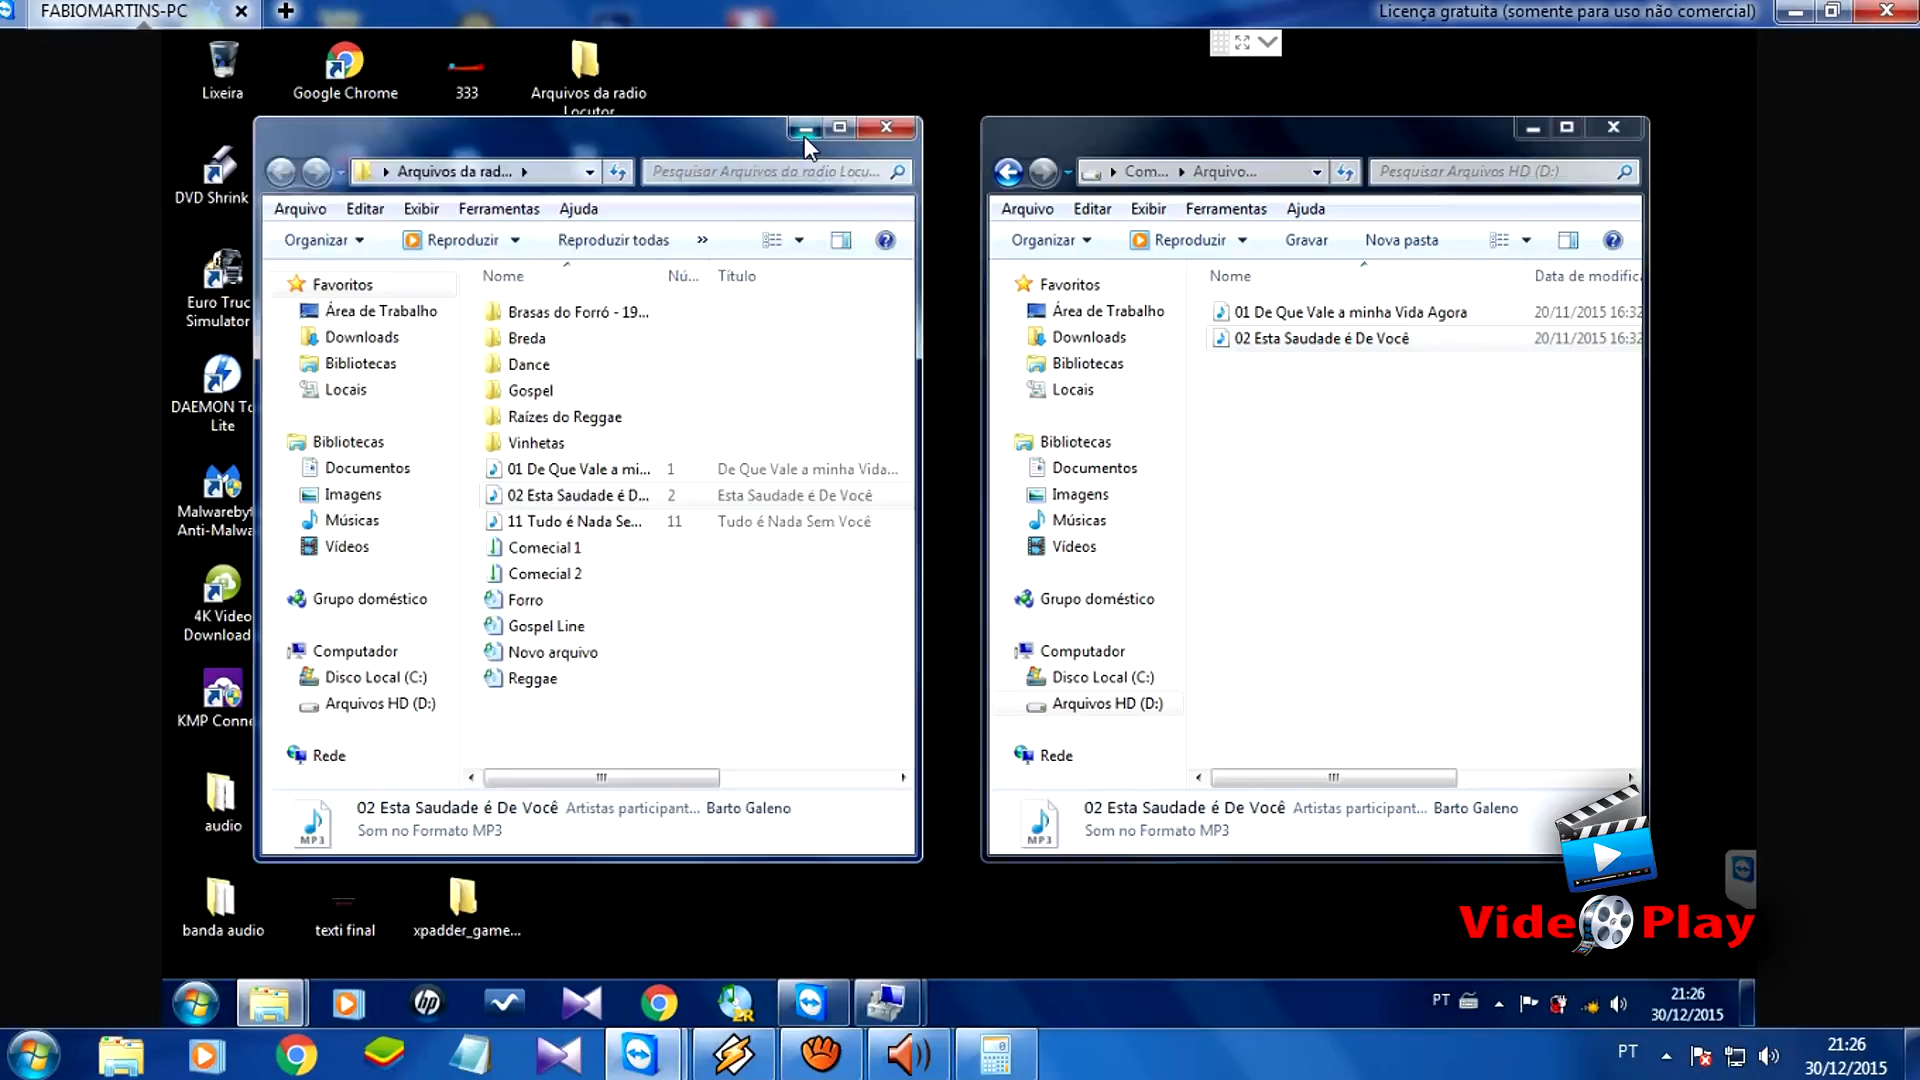 FABIOMARTINS-PC
Licença gratuita (somente para uso não comercial)
Lixeira
Google Chrome
333
Arquivos da radio
Locutor
DVD Shrink
Euro Truc
Simulator
DAEMON To
Lite
Malwareby
Anti-Malwa
4K Video
Download
KMP Conne
audio
banda audio
texti final
xpadder_game...
Arquivos da rad...
Pesquisar Arquivos da radio Locu...
Arquivo Editar Exibir Ferramentas Ajuda
Organizar Reproduzir Reproduzir todas »
Nome Nú... Título
Favoritos
Área de Trabalho
Downloads
Bibliotecas
Locais
Bibliotecas
Documentos
Imagens
Músicas
Vídeos
Grupo doméstico
Computador
Disco Local (C:)
Arquivos HD (D:)
Rede
Brasas do Forró - 19...
Breda
Dance
Gospel
Raízes do Reggae
Vinhetas
01 De Que Vale a mi... 1 De Que Vale a minha Vida...
02 Esta Saudade é D... 2 Esta Saudade é De Você
11 Tudo é Nada Se... 11 Tudo é Nada Sem Você
Comecial 1
Comecial 2
Forro
Gospel Line
Novo arquivo
Reggae
MP3
02 Esta Saudade é De Você Artistas participant... Barto Galeno
Som no Formato MP3
Com... Arquivo...
Pesquisar Arquivos HD (D:)
Arquivo Editar Exibir Ferramentas Ajuda
Organizar Reproduzir Gravar Nova pasta
Nome Data de modifica
Favoritos
Área de Trabalho
Downloads
Bibliotecas
Locais
Bibliotecas
Documentos
Imagens
Músicas
Vídeos
Grupo doméstico
Computador
Disco Local (C:)
Arquivos HD (D:)
Rede
01 De Que Vale a minha Vida Agora 20/11/2015 16:32
02 Esta Saudade é De Você 20/11/2015 16:32
MP3
02 Esta Saudade é De Você Artistas participant... Barto Galeno
Som no Formato MP3
Video Play
hp
2R
PT
21:26
30/12/2015
PT
21:26
30/12/2015